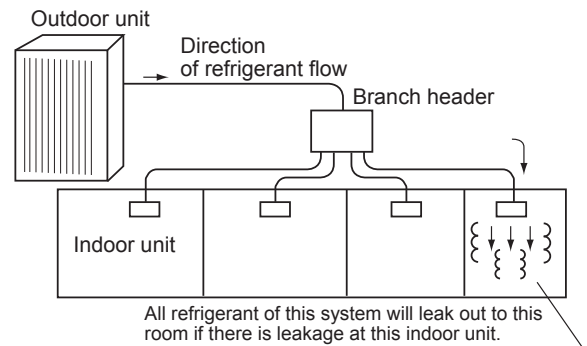 Outdoor unit
Direction
of refrigerant flow
Branch header
Indoor unit
All refrigerant of this system will leak out to this
room if there is leakage at this indoor unit.